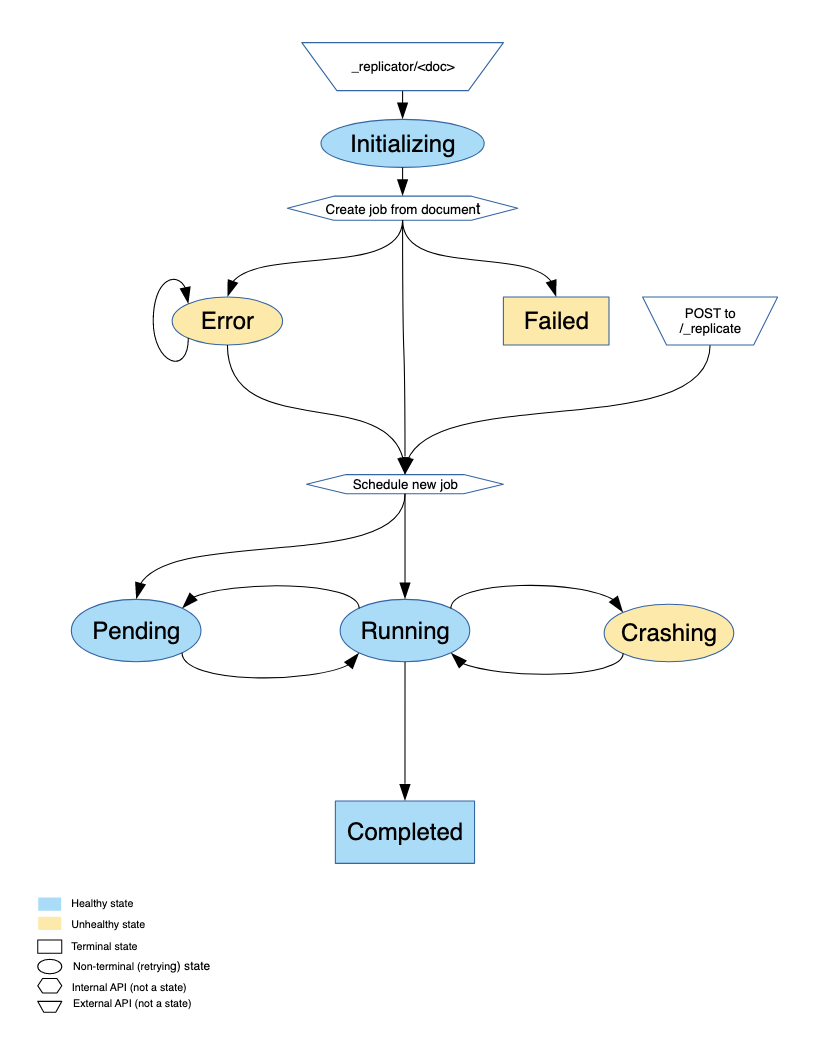 _replicator/<doc>
Initializing
Create job from document
Error
Failed
POST to
/_replicate
Schedule new job
Pending
Running
Crashing
Completed
Healthy state
Unhealthy state
Terminal state
Non-terminal (retrying) state
Internal API (not a state)
External API (not a state)